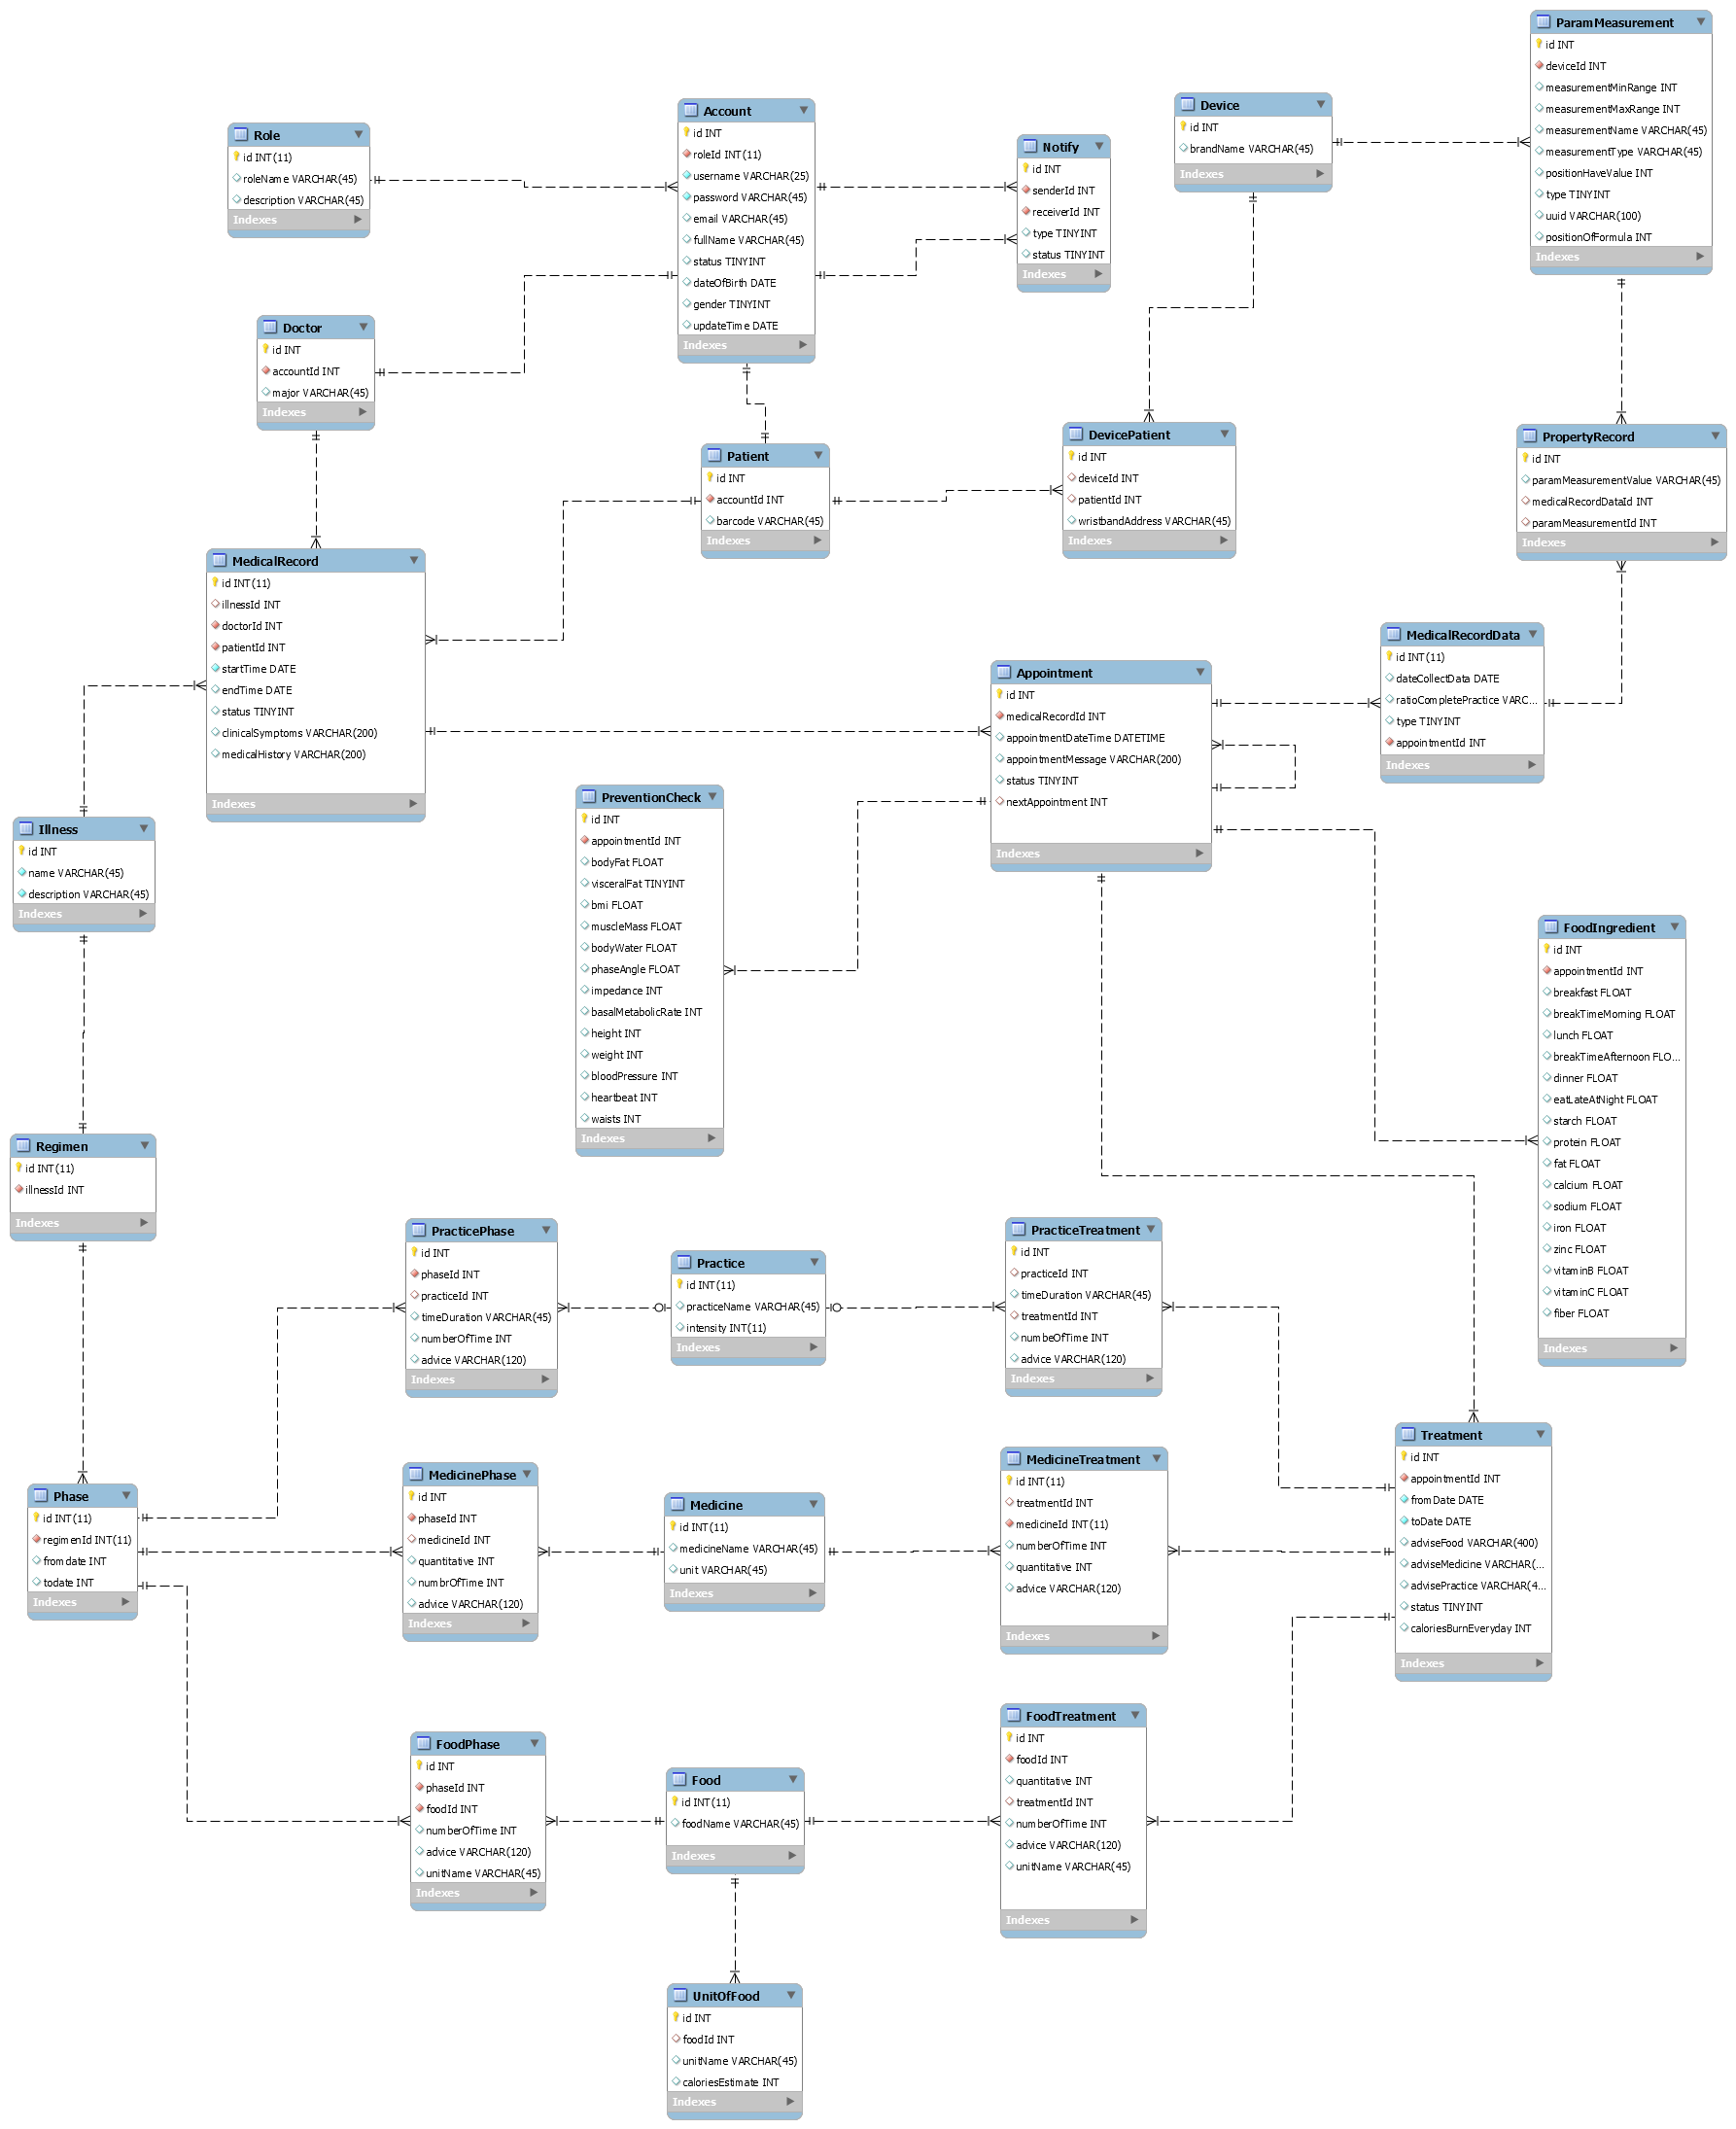 ParamMeasurement
id INT
deviceId INT
measurementMinRange INT
measurementMaxRange INT
measurementName VARCHAR(45)
measurementType VARCHAR(45)
positionHaveValue INT
type TINYINT
uuid VARCHAR(100)
positionOfFormula INT
Indexes
Device
id INT
brandName VARCHAR(45)
Indexes
Account
id INT
roleId INT(11)
username VARCHAR(25)
password VARCHAR(45)
email VARCHAR(45)
fullName VARCHAR(45)
status TINYINT
dateOfBirth DATE
gender TINYINT
updateTime DATE
Indexes
Role
id INT(11)
roleName VARCHAR(45)
description VARCHAR(45)
Indexes
Notify
id INT
senderId INT
receiverId INT
type TINYINT
status TINYINT
Indexes
Doctor
id INT
accountId INT
major VARCHAR(45)
Indexes
Patient
id INT
accountId INT
barcode VARCHAR(45)
Indexes
DevicePatient
id INT
deviceId INT
patientId INT
wristbandAddress VARCHAR(45)
Indexes
PropertyRecord
id INT
paramMeasurementValue VARCHAR(45)
medicalRecordDataId INT
paramMeasurementId INT
Indexes
MedicalRecord
id INT(11)
illnessId INT
doctorId INT
patientId INT
startTime DATE
endTime DATE
status TINYINT
clinicalSymptoms VARCHAR(200)
medicalHistory VARCHAR(200)
Indexes
MedicalRecordData
id INT(11)
dateCollectData DATE
ratioCompletePractice VARC...
type TINYINT
appointmentId INT
Indexes
Appointment
id INT
medicalRecordId INT
appointmentDateTime DATETIME
appointmentMessage VARCHAR(200)
status TINYINT
nextAppointment INT
Indexes
PreventionCheck
id INT
appointmentId INT
bodyFat FLOAT
visceralFat TINYINT
bmi FLOAT
muscleMass FLOAT
bodyWater FLOAT
phaseAngle FLOAT
impedance INT
basalMetabolicRate INT
height INT
weight INT
bloodPressure INT
heartbeat INT
waists INT
Indexes
Illness
id INT
name VARCHAR(45)
description VARCHAR(45)
Indexes
FoodIngredient
id INT
appointmentId INT
breakfast FLOAT
breakTimeMorning FLOAT
lunch FLOAT
breakTimeAfternoon FLO...
dinner FLOAT
eatLateAtNight FLOAT
starch FLOAT
protein FLOAT
fat FLOAT
calcium FLOAT
sodium FLOAT
iron FLOAT
zinc FLOAT
vitaminB FLOAT
vitaminC FLOAT
fiber FLOAT
Indexes
Regimen
id INT(11)
illnessId INT
Indexes
PracticePhase
id INT
phaseId INT
practiceId INT
timeDuration VARCHAR(45)
numberOfTime INT
advice VARCHAR(120)
Indexes
Practice
id INT(11)
practiceName VARCHAR(45)
intensity INT(11)
Indexes
PracticeTreatment
id INT
practiceId INT
timeDuration VARCHAR(45)
treatmentId INT
numbeOfTime INT
advice VARCHAR(120)
Indexes
Treatment
id INT
appointmentId INT
fromDate DATE
toDate DATE
adviseFood VARCHAR(400)
adviseMedicine VARCHAR(...
advisePractice VARCHAR(4...
status TINYINT
caloriesBurnEveryday INT
Indexes
Phase
id INT(11)
regimenId INT(11)
fromdate INT
todate INT
Indexes
MedicinePhase
id INT
phaseId INT
medicineId INT
quantitative INT
numbrOfTime INT
advice VARCHAR(120)
Indexes
Medicine
id INT(11)
medicineName VARCHAR(45)
unit VARCHAR(45)
Indexes
MedicineTreatment
id INT(11)
treatmentId INT
medicineId INT(11)
numberOfTime INT
quantitative INT
advice VARCHAR(120)
Indexes
FoodPhase
id INT
phaseId INT
foodId INT
numberOfTime INT
advice VARCHAR(120)
unitName VARCHAR(45)
Indexes
Food
id INT(11)
foodName VARCHAR(45)
Indexes
FoodTreatment
id INT
foodId INT
quantitative INT
treatmentId INT
numberOfTime INT
advice VARCHAR(120)
unitName VARCHAR(45)
Indexes
UnitOfFood
id INT
foodId INT
unitName VARCHAR(45)
caloriesEstimate INT
Indexes